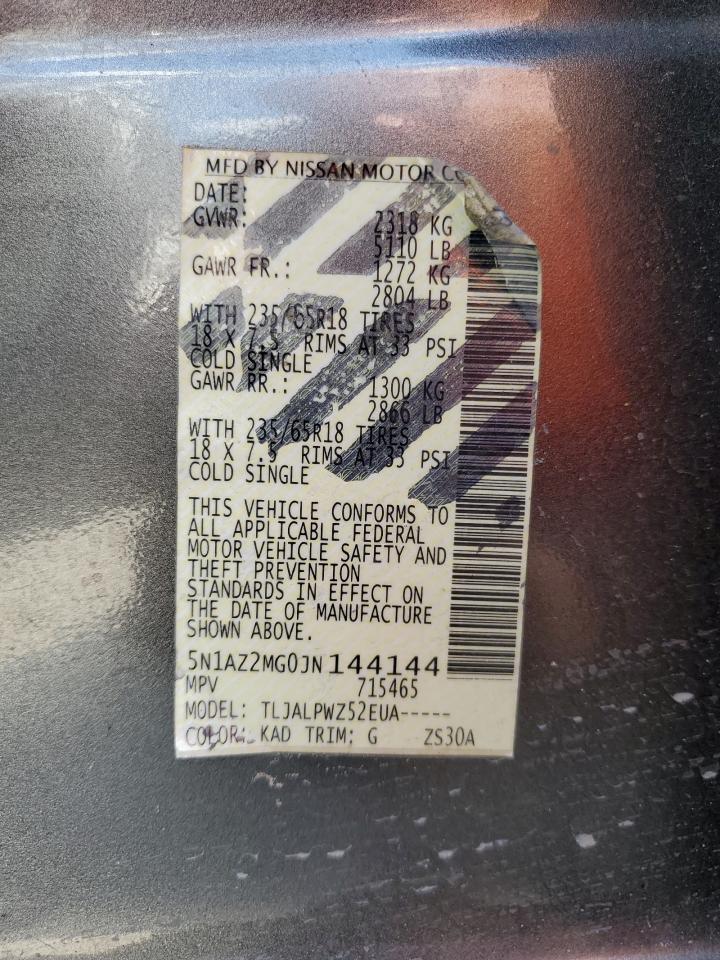 MFD BY NISSAN MOTOR
DATE:
GVWR: 2318 KG
5110 LB
GAWR FR.: 1272 KG
2804 LB
WITH 235/65R18 TIRES
18 X 7.5 RIMS AT 33 PSI
COLD SINGLE
GAWR RR.: 1300 KG
2866 LB
WITH 235/65R18 TIRES
18 X 7.5 RIMS AT 33 PSI
COLD SINGLE
THIS VEHICLE CONFORMS TO
ALL APPLICABLE FEDERAL
MOTOR VEHICLE SAFETY AND
THEFT PREVENTION
STANDARDS IN EFFECT ON
THE DATE OF MANUFACTURE
SHOWN ABOVE.
5N1AZ2MG0JN144144
MPV 715465
MODEL: TLJALPWZ52EUA-----
COLOR: KAD TRIM: G ZS30A